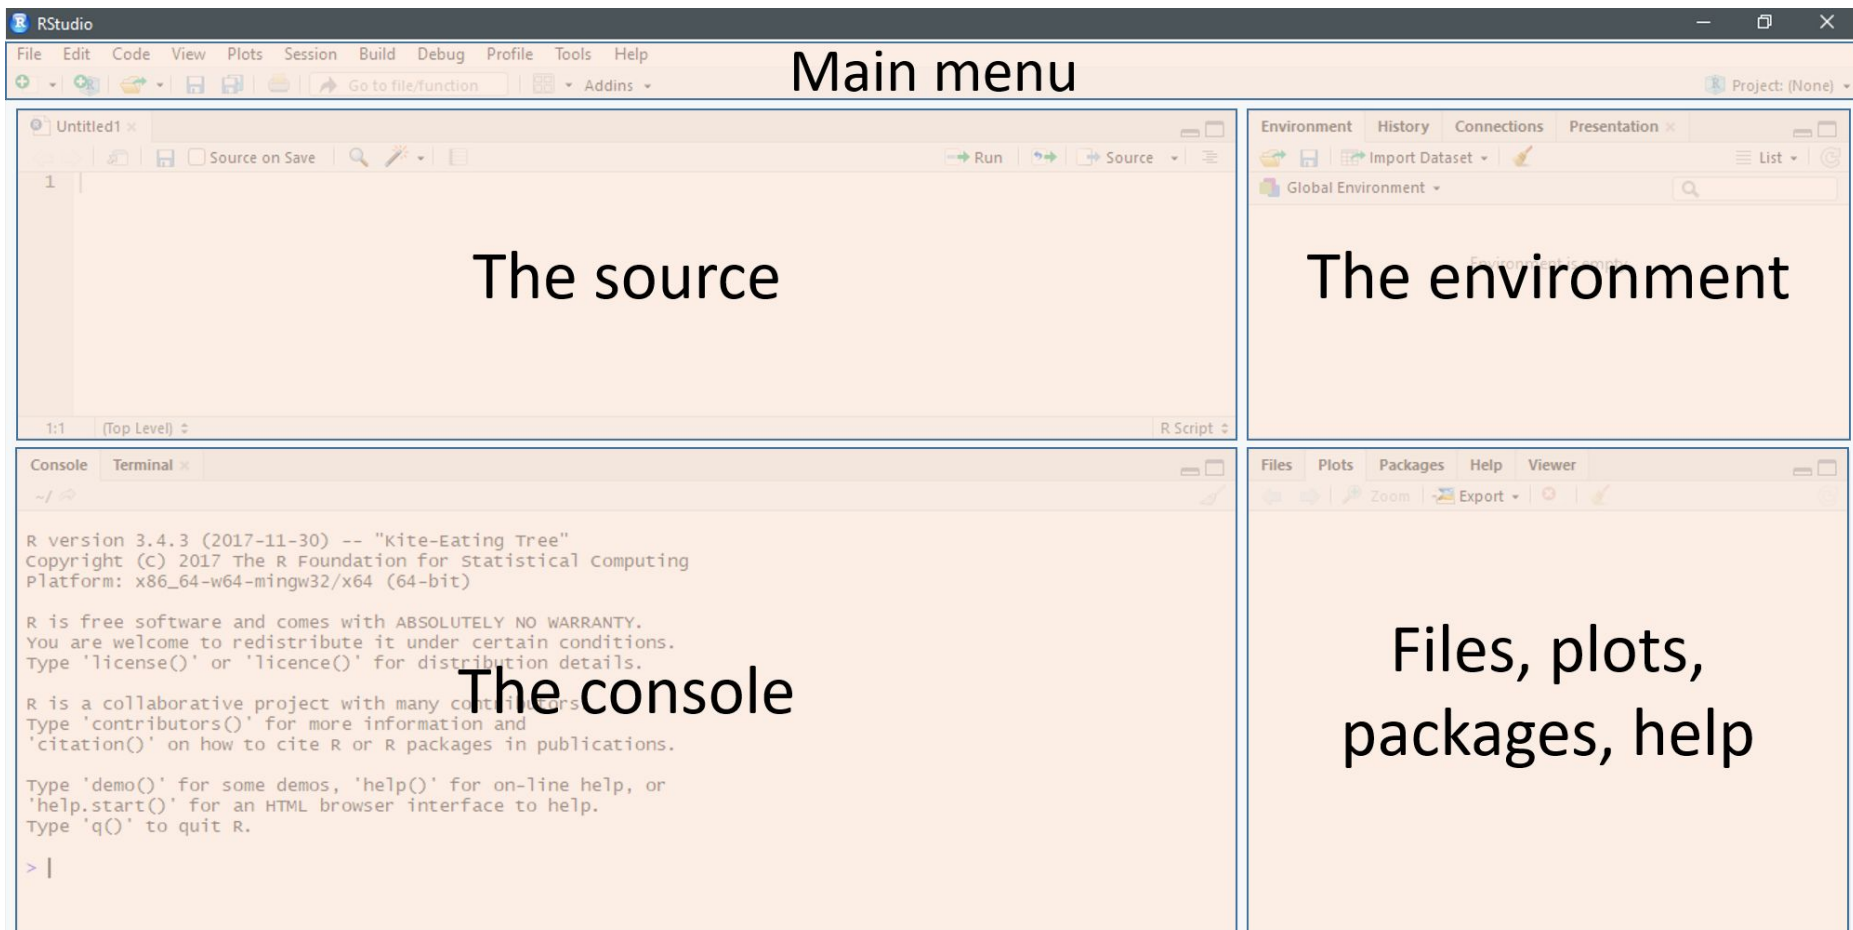 RStudio
File Edit Code View Plots Session Build Debug Profile Tools Help
Main menu
Go to file/function Addins Project: (None)
Untitled1
Source on Save Run Source
1
The source
1:1 (Top Level) R Script
Environment History Connections Presentation
Import Dataset List
Global Environment
Environment is empty
The environment
Console Terminal
~/
R version 3.4.3 (2017-11-30) -- "Kite-Eating Tree"
Copyright (C) 2017 The R Foundation for Statistical Computing
Platform: x86_64-w64-mingw32/x64 (64-bit)
R is free software and comes with ABSOLUTELY NO WARRANTY.
You are welcome to redistribute it under certain conditions.
Type 'license()' or 'licence()' for distribution details.
R is a collaborative project with many contributors
Type 'contributors()' for more information and
'citation()' on how to cite R or R packages in publications.
Type 'demo()' for some demos, 'help()' for on-line help, or
'help.start()' for an HTML browser interface to help.
Type 'q()' to quit R.
>
The console
Files Plots Packages Help Viewer
Zoom Export
Files, plots,
packages, help